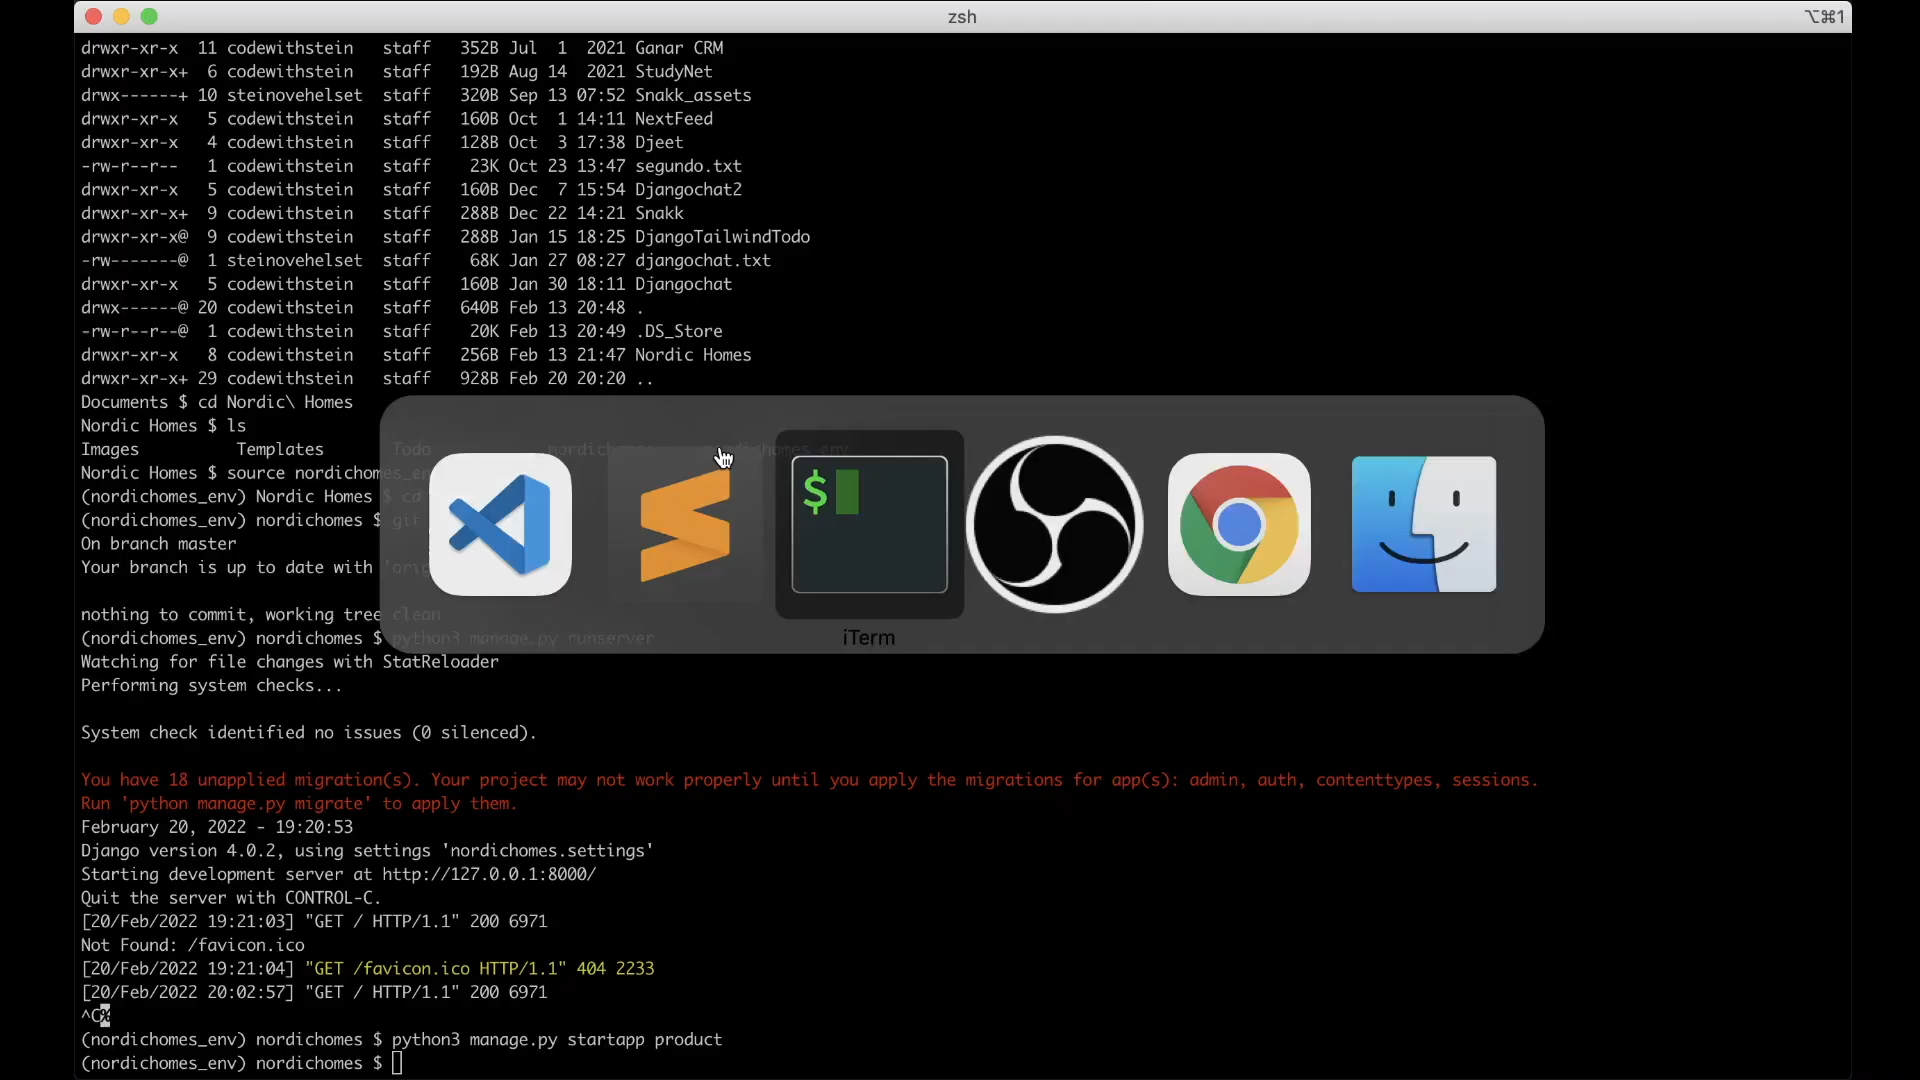 zsh
⌥⌘1
drwxr-xr-x  11 codewithstein   staff   352B Jul  1  2021 Ganar CRM
drwxr-xr-x+  6 codewithstein   staff   192B Aug 14  2021 StudyNet
drwx------+ 10 steinovehelset  staff   320B Sep 13 07:52 Snakk_assets
drwxr-xr-x   5 codewithstein   staff   160B Oct  1 14:11 NextFeed
drwxr-xr-x   4 codewithstein   staff   128B Oct  3 17:38 Djeet
-rw-r--r--   1 codewithstein   staff    23K Oct 23 13:47 segundo.txt
drwxr-xr-x   5 codewithstein   staff   160B Dec  7 15:54 Djangochat2
drwxr-xr-x+  9 codewithstein   staff   288B Dec 22 14:21 Snakk
drwxr-xr-x@  9 codewithstein   staff   288B Jan 15 18:25 DjangoTailwindTodo
-rw-------@  1 steinovehelset  staff    68K Jan 27 08:27 djangochat.txt
drwxr-xr-x   5 codewithstein   staff   160B Jan 30 18:11 Djangochat
drwx------@ 20 codewithstein   staff   640B Feb 13 20:48 .
-rw-r--r--@  1 codewithstein   staff    20K Feb 13 20:49 .DS_Store
drwxr-xr-x   8 codewithstein   staff   256B Feb 13 21:47 Nordic Homes
drwxr-xr-x+ 29 codewithstein   staff   928B Feb 20 20:20 ..
Documents $ cd Nordic\ Homes
Nordic Homes $ ls
Images          Templates       Todo            nordichomes     nordichomes_env
Nordic Homes $ source nordichomes_en
(nordichomes_env) Nordic Homes $ cd
(nordichomes_env) nordichomes $ git
On branch master
Your branch is up to date with 'orig
nothing to commit, working tree clean
(nordichomes_env) nordichomes $ python3 manage.py runserver
iTerm
Watching for file changes with StatReloader
Performing system checks...
System check identified no issues (0 silenced).
You have 18 unapplied migration(s). Your project may not work properly until you apply the migrations for app(s): admin, auth, contenttypes, sessions.
Run 'python manage.py migrate' to apply them.
February 20, 2022 - 19:20:53
Django version 4.0.2, using settings 'nordichomes.settings'
Starting development server at http://127.0.0.1:8000/
Quit the server with CONTROL-C.
[20/Feb/2022 19:21:03] "GET / HTTP/1.1" 200 6971
Not Found: /favicon.ico
[20/Feb/2022 19:21:04] "GET /favicon.ico HTTP/1.1" 404 2233
[20/Feb/2022 20:02:57] "GET / HTTP/1.1" 200 6971
^C%
(nordichomes_env) nordichomes $ python3 manage.py startapp product
(nordichomes_env) nordichomes $